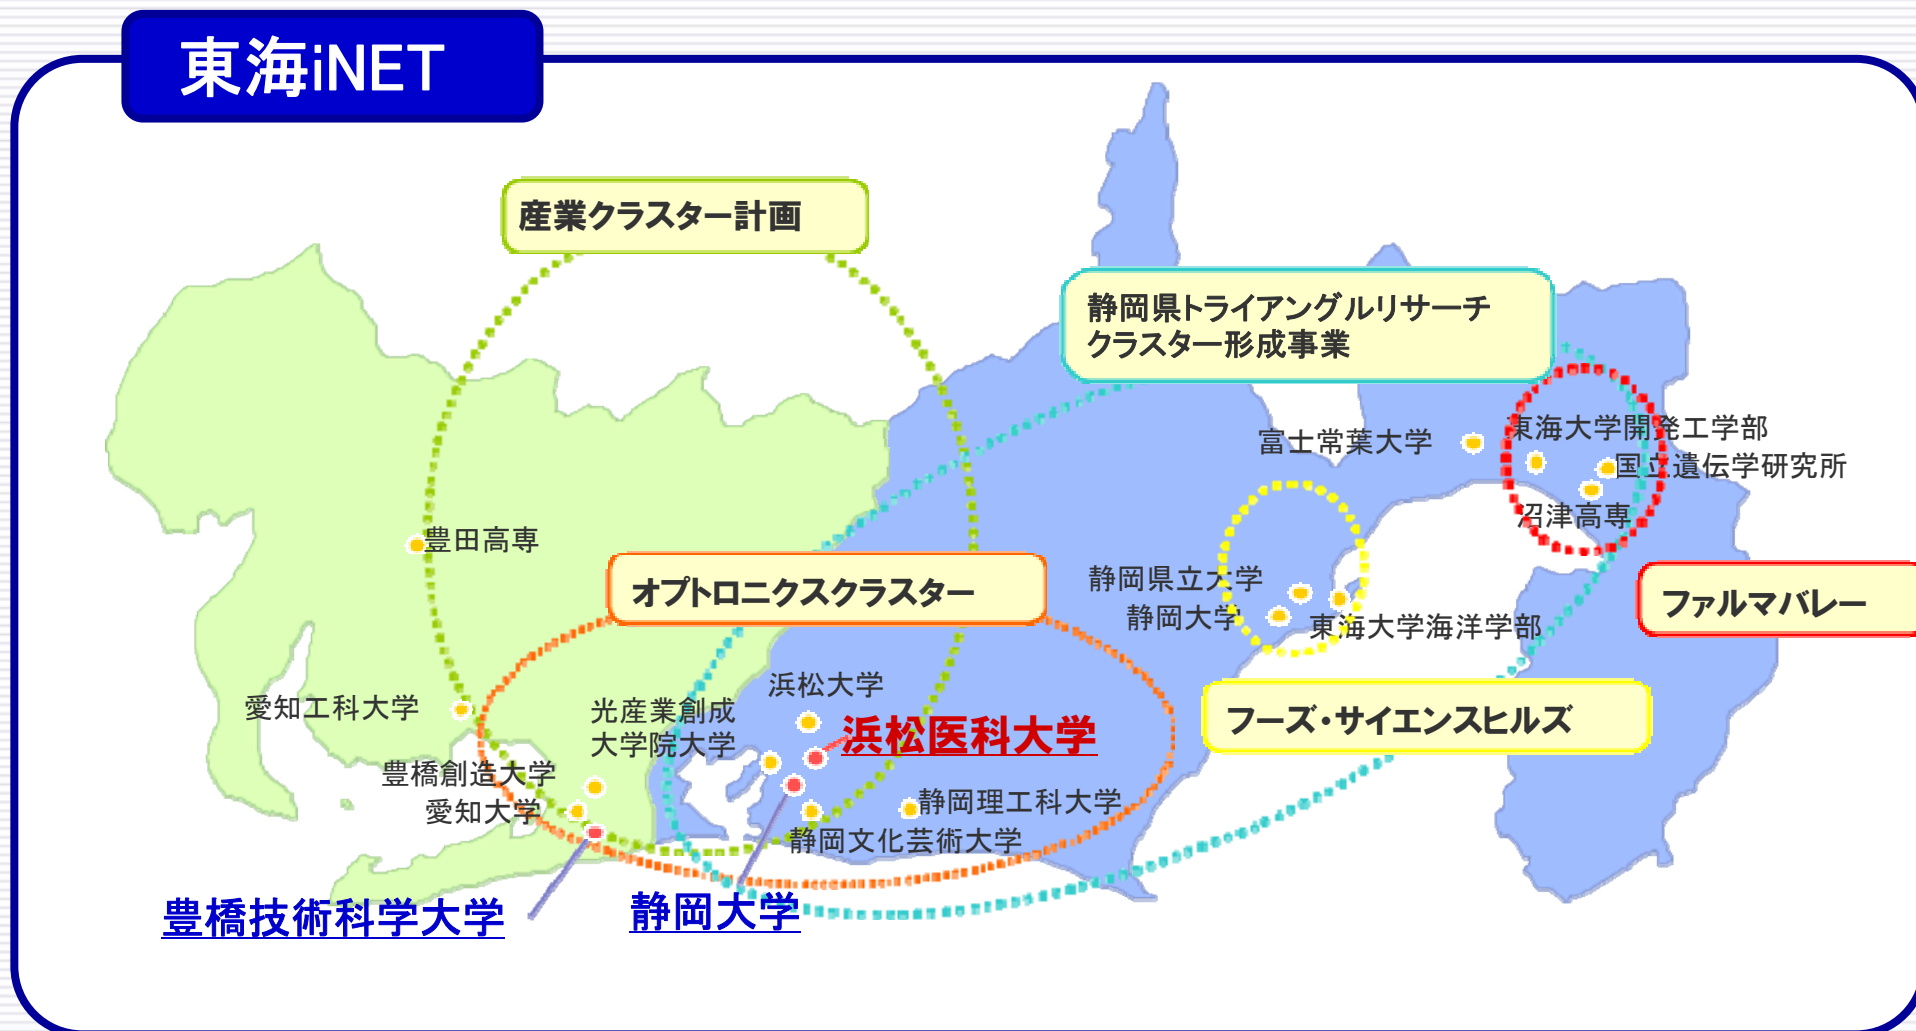 東海iNET
産業クラスター計画
静岡県トライアングルリサーチ
クラスター形成事業
富士常葉大学
東海大学開発工学部
国立遺伝学研究所
沼津高専
豊田高専
オプトロニクスクラスター
静岡県立大学
静岡大学
東海大学海洋学部
ファルマバレー
愛知工科大学
光産業創成
大学院大学
浜松大学
浜松医科大学
フーズ・サイエンスヒルズ
豊橋創造大学
愛知大学
静岡理工科大学
静岡文化芸術大学
豊橋技術科学大学
静岡大学